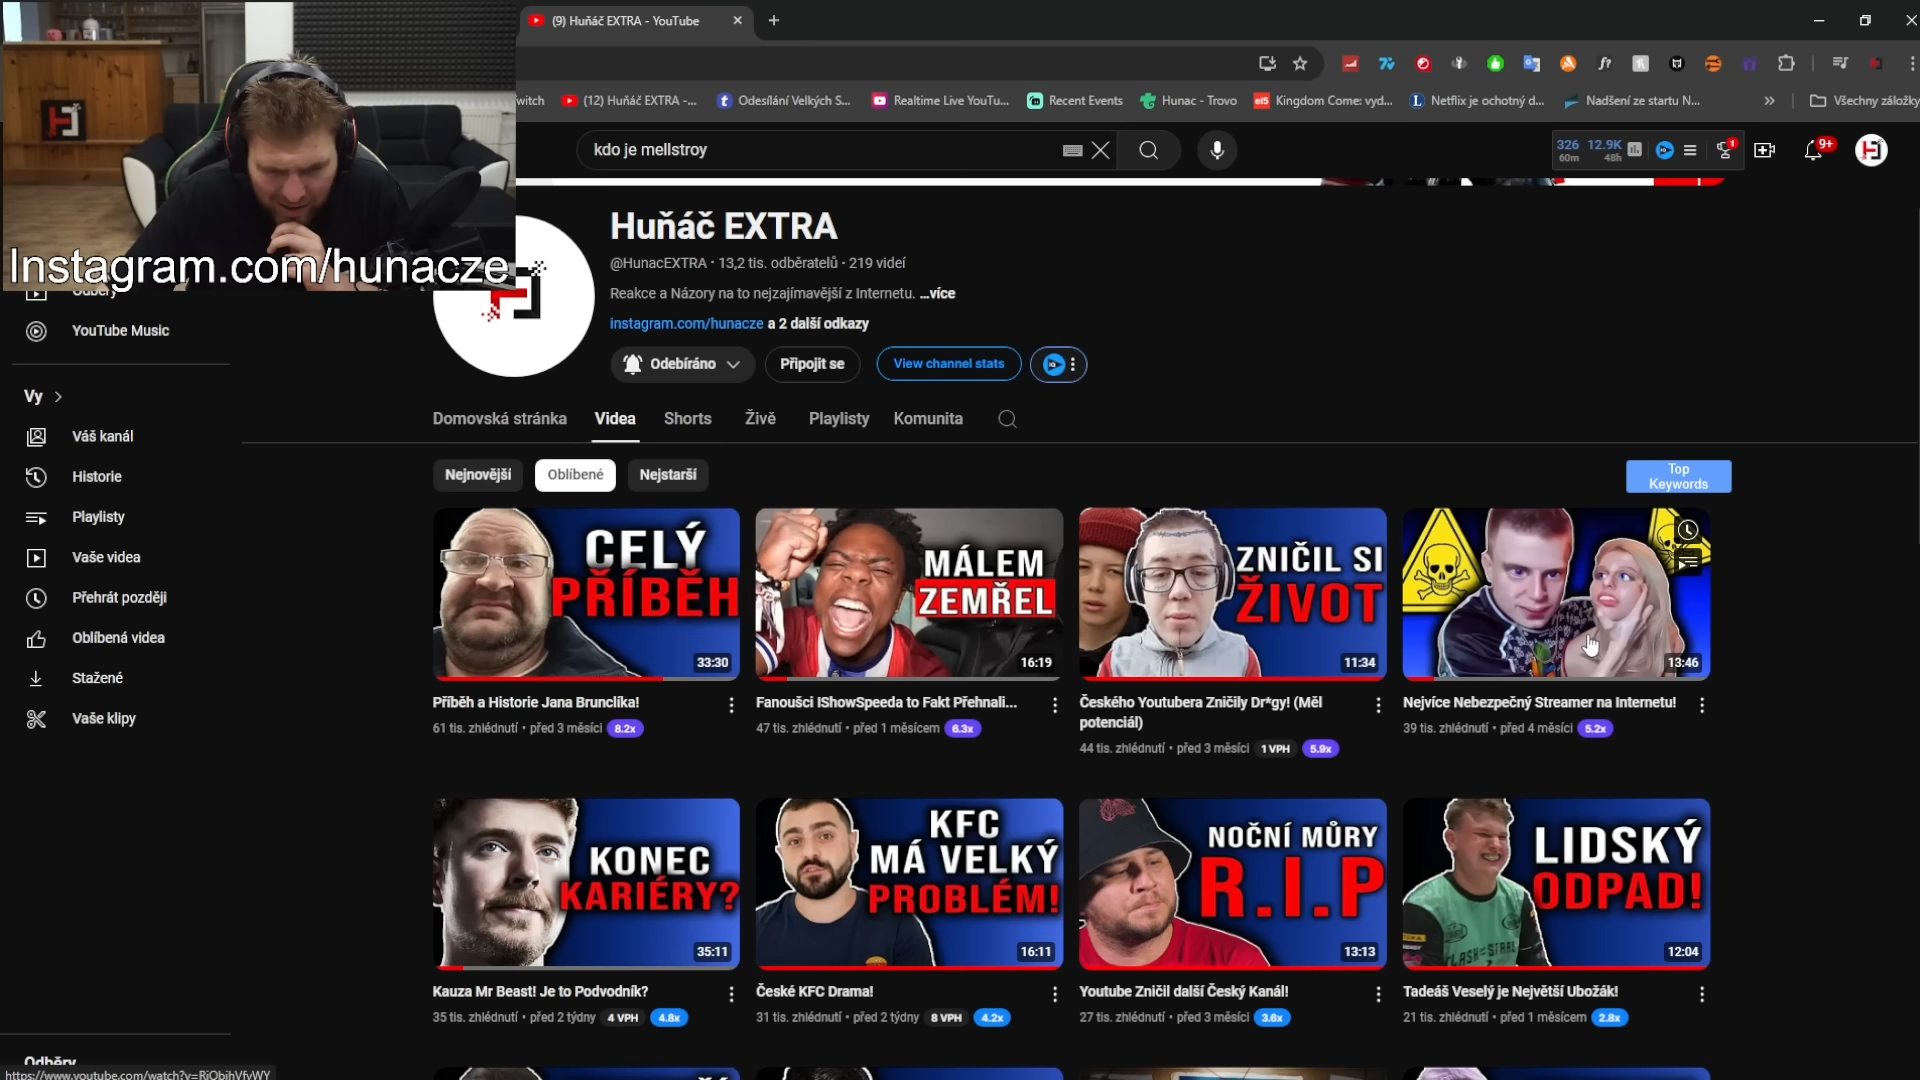 (9) Huňáč EXTRA - YouTube
witch
(12) Huňáč EXTRA -...
Odesílání Velkých S...
Realtime Live YouTu...
Recent Events
Hunac - Trovo
Kingdom Come: vyd...
Netflix je ochotný d...
Nadšení ze startu N...
Všechny záložky
kdo je mellstroy
326 60m
12.9K 48h
1
9+
Instagram.com/hunacze
Huňáč EXTRA
@HunacEXTRA · 13,2 tis. odběratelů · 219 videí
Reakce a Názory na to nejzajímavější z Internetu. ...více
instagram.com/hunacze a 2 další odkazy
Odebíráno
Připojit se
View channel stats
Odběry
YouTube Music
Vy
Váš kanál
Historie
Playlisty
Vaše videa
Přehrát později
Oblíbená videa
Stažené
Vaše klipy
Odběry
Domovská stránka
Videa
Shorts
Živě
Playlisty
Komunita
Nejnovější
Oblíbené
Nejstarší
Top
Keywords
CELÝ
PŘÍBĚH
33:30
MÁLEM
ZEMŘEL
16:19
ZNIČIL SI
ŽIVOT
11:34
13:46
Příběh a Historie Jana Brunclíka!
61 tis. zhlédnutí • před 3 měsíci 8.2x
Fanoušci IShowSpeeda to Fakt Přehnali...
47 tis. zhlédnutí • před 1 měsícem 6.3x
Českého Youtubera Zničily Dr*gy! (Měl
potenciál)
44 tis. zhlédnutí • před 3 měsíci 1 VPH 5.9x
Nejvíce Nebezpečný Streamer na Internetu!
39 tis. zhlédnutí • před 4 měsíci 5.2x
KONEC
KARIÉRY?
35:11
KFC
MÁ VELKÝ
PROBLÉM!
16:11
NOČNÍ MŮRY
R.I.P
13:13
LIDSKÝ
ODPAD!
12:04
Kauza Mr Beast! Je to Podvodník?
35 tis. zhlédnutí • před 2 týdny 4 VPH 4.8x
České KFC Drama!
31 tis. zhlédnutí • před 2 týdny 8 VPH 4.2x
Youtube Zničil další Český Kanál!
27 tis. zhlédnutí • před 3 měsíci 3.6x
Tadeáš Veselý je Největší Ubožák!
21 tis. zhlédnutí • před 1 měsícem 2.8x